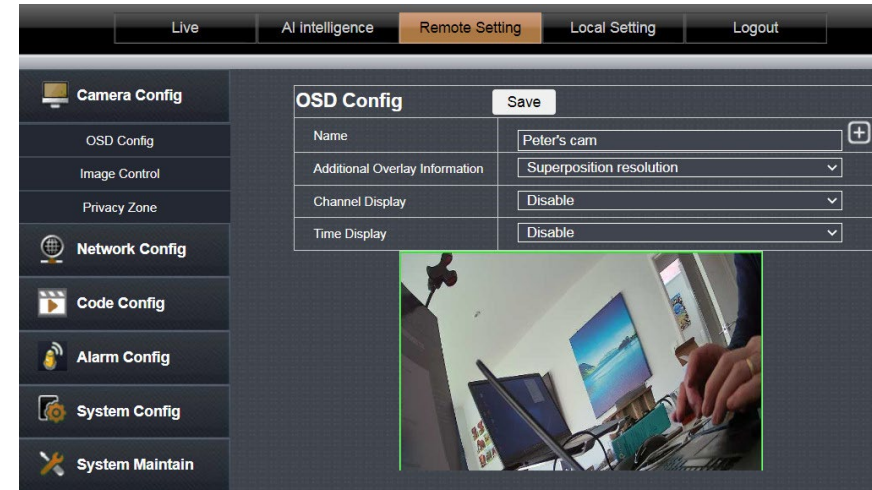 Live AI intelligence Remote Setting Local Setting Logout
Camera Config
OSD Config
Image Control
Privacy Zone
Network Config
Code Config
Alarm Config
System Config
System Maintain
OSD Config Save
Name Peter's cam
Additional Overlay Information Superposition resolution
Channel Display Disable
Time Display Disable